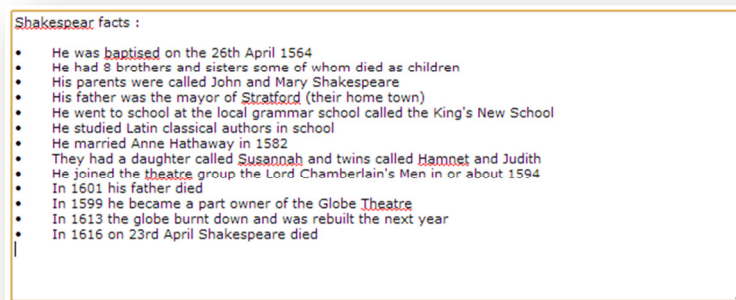 Shakespear facts :
• He was baptised on the 26th April 1564
• He had 8 brothers and sisters some of whom died as children
• His parents were called John and Mary Shakespeare
• His father was the mayor of Stratford (their home town)
• He went to school at the local grammar school called the King's New School
• He studied Latin classical authors in school
• He married Anne Hathaway in 1582
• They had a daughter called Susannah and twins called Hamnet and Judith
• He joined the theatre group the Lord Chamberlain's Men in or about 1594
• In 1601 his father died
• In 1599 he became a part owner of the Globe Theatre
• In 1613 the globe burnt down and was rebuilt the next year
• In 1616 on 23rd April Shakespeare died